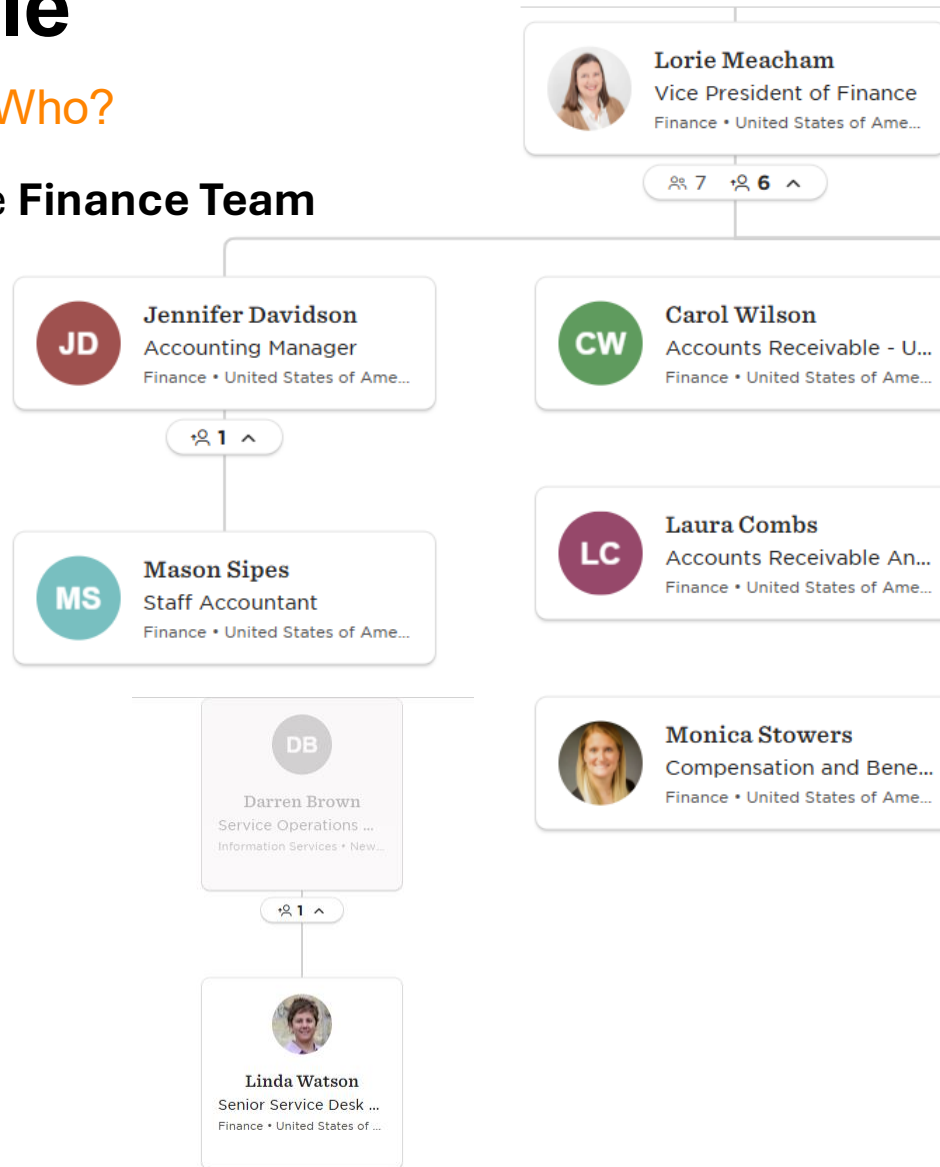 Who?
Finance Team
Lorie Meacham
Vice President of Finance
Finance • United States of Ame...
7 6
JD
Jennifer Davidson
Accounting Manager
Finance • United States of Ame...
1
MS
Mason Sipes
Staff Accountant
Finance • United States of Ame...
DB
Darren Brown
Service Operations ...
Information Services • New...
1
Linda Watson
Senior Service Desk ...
Finance • United States of ...
CW
Carol Wilson
Accounts Receivable - U...
Finance • United States of Ame...
LC
Laura Combs
Accounts Receivable An...
Finance • United States of Ame...
Monica Stowers
Compensation and Bene...
Finance • United States of Ame...